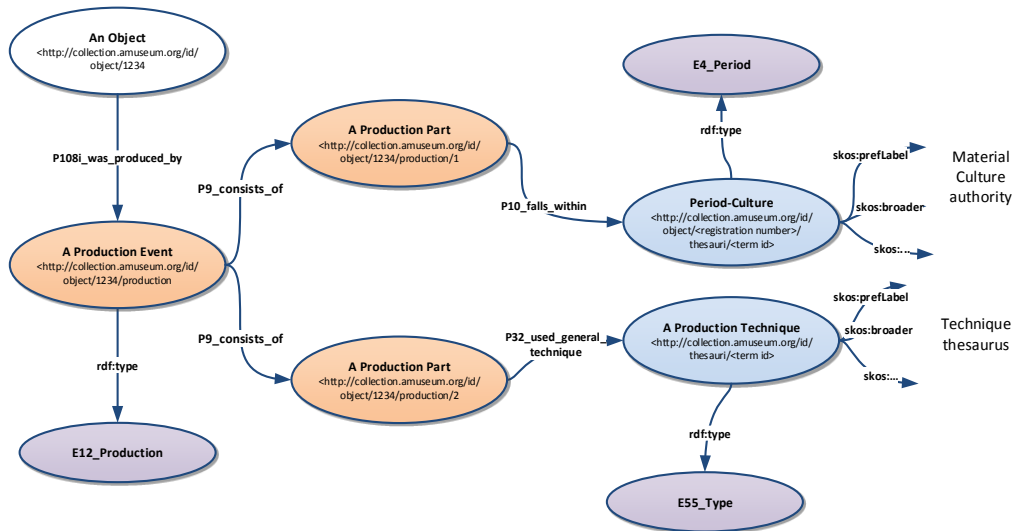 An Object
<http://collection.amuseum.org/id/
object/1234
P108i_was_produced_by
A Production Event
<http://collection.amuseum.org/id/
object/1234/production
rdf:type
E12_Production
P9_consists_of
A Production Part
<http://collection.amuseum.org/id/
object/1234/production/1
P10_falls_within
E4_Period
rdf:type
Period-Culture
<http://collection.amuseum.org/id/
object/<registration number>/
thesauri/<term id>
skos:prefLabel
skos:broader
skos:...
Material
Culture
authority
P9_consists_of
A Production Part
<http://collection.amuseum.org/id/
object/1234/production/2
P32_used_general_
technique
A Production Technique
<http://collection.amuseum.org/id/
thesauri/<term id>
skos:prefLabel
skos:broader
skos:...
Technique
thesaurus
rdf:type
E55_Type